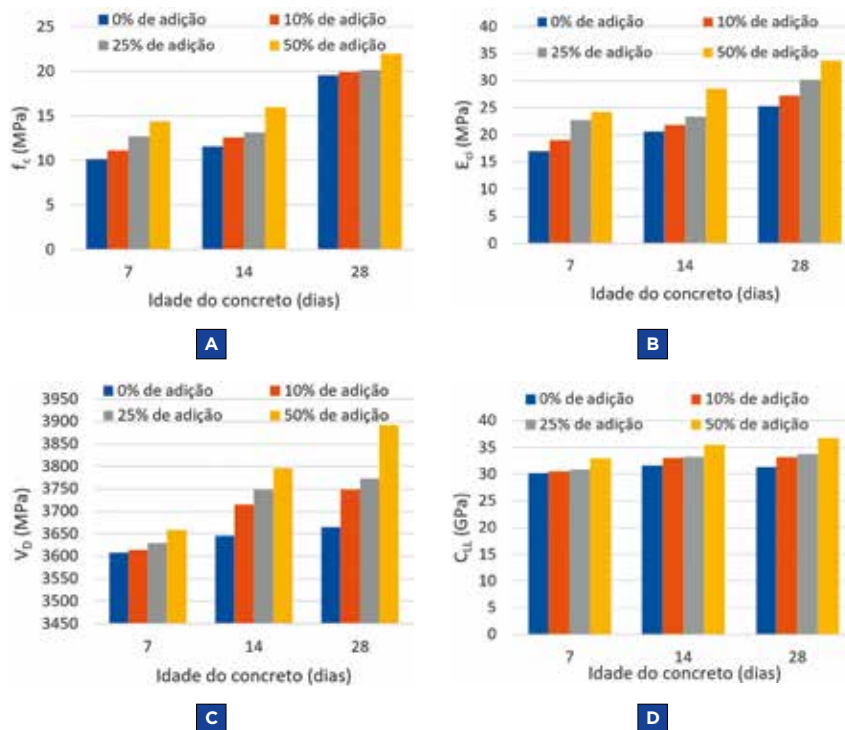 0% de adição 10% de adição
25% de adição 50% de adição
25
20
15
10
5
0
f_c (MPa)
7 14 28
Idade do concreto (dias)
A
0% de adição 10% de adição
25% de adição 50% de adição
40
35
30
25
20
15
10
5
0
E_ci (MPa)
7 14 28
Idade do concreto (dias)
B
0% de adição 10% de adição
25% de adição 50% de adição
3950
3900
3850
3800
3750
3700
3650
3600
3550
3500
3450
V_D (MPa)
7 14 28
Idade do concreto (dias)
C
0% de adição 10% de adição
25% de adição 50% de adição
40
35
30
25
20
15
10
5
0
C_LL (GPa)
7 14 28
Idade do concreto (dias)
D